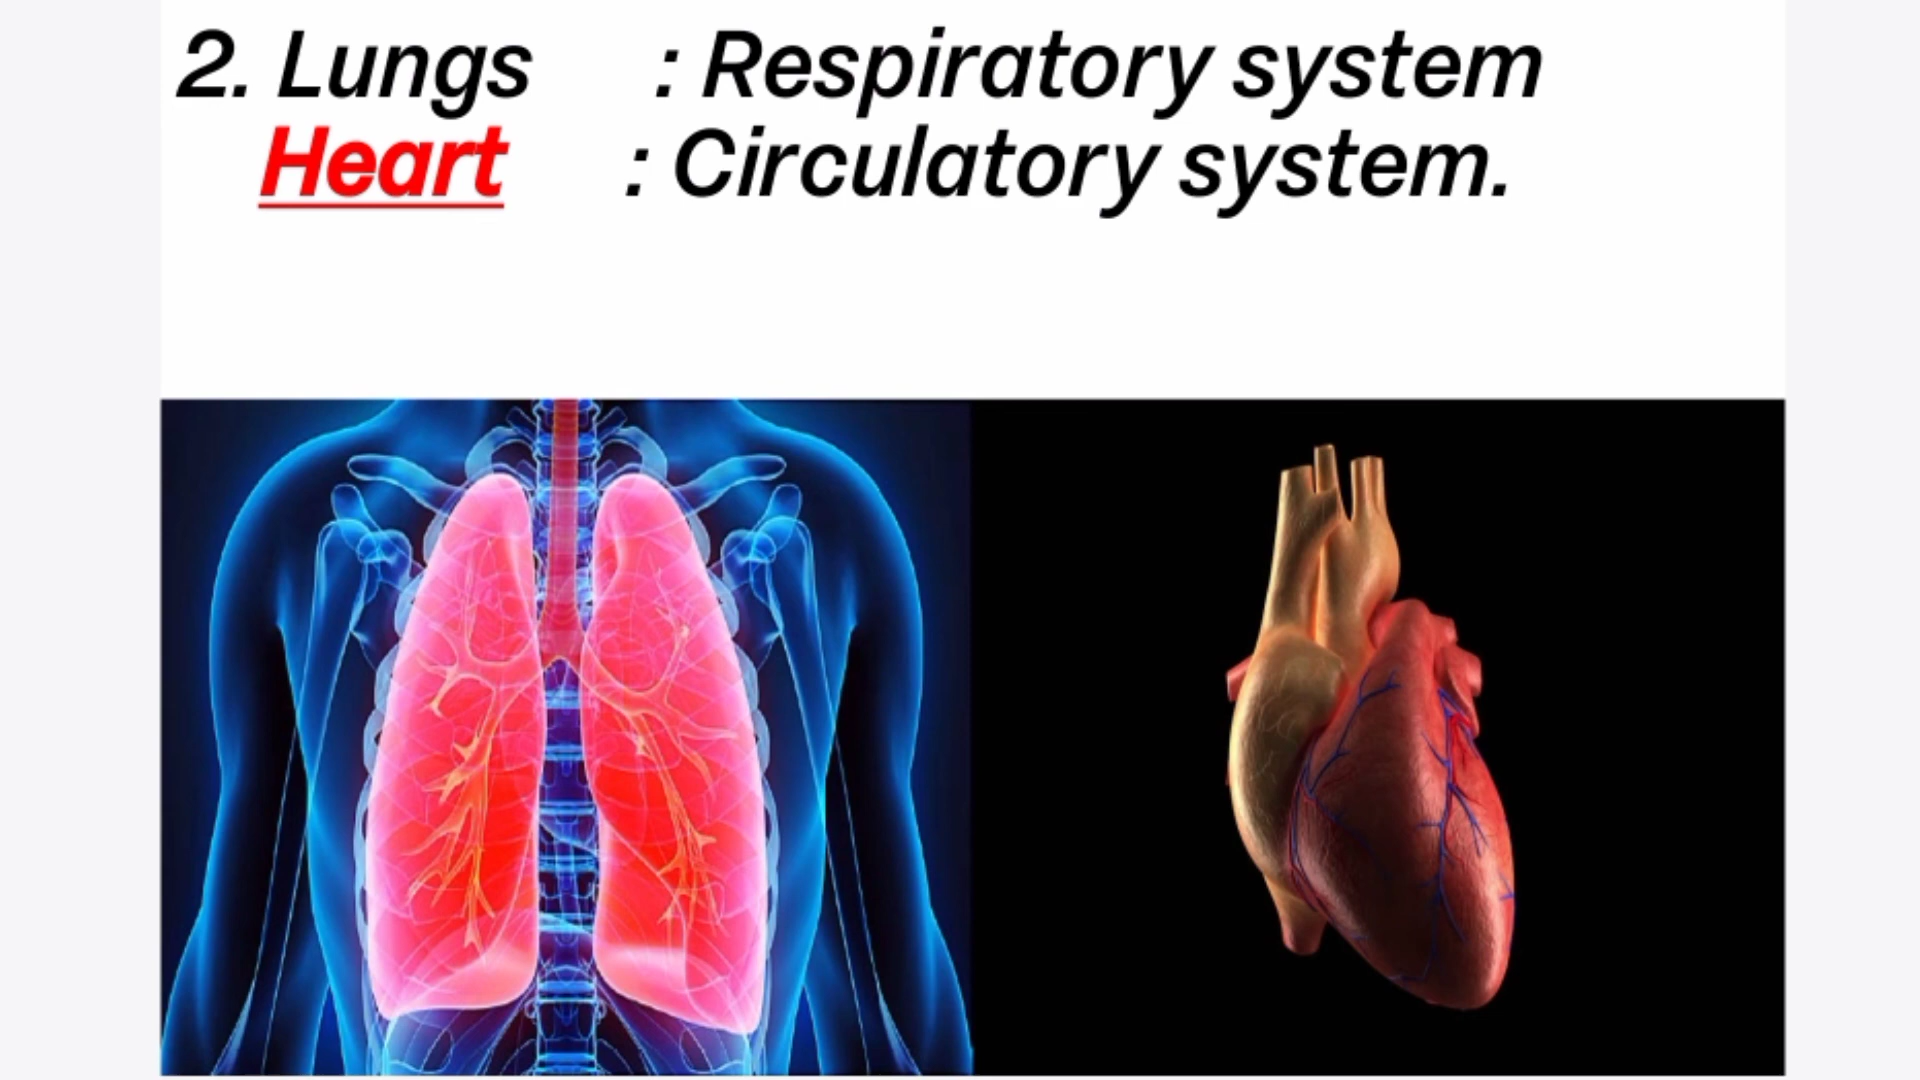 2. Lungs : Respiratory system
Heart : Circulatory system.